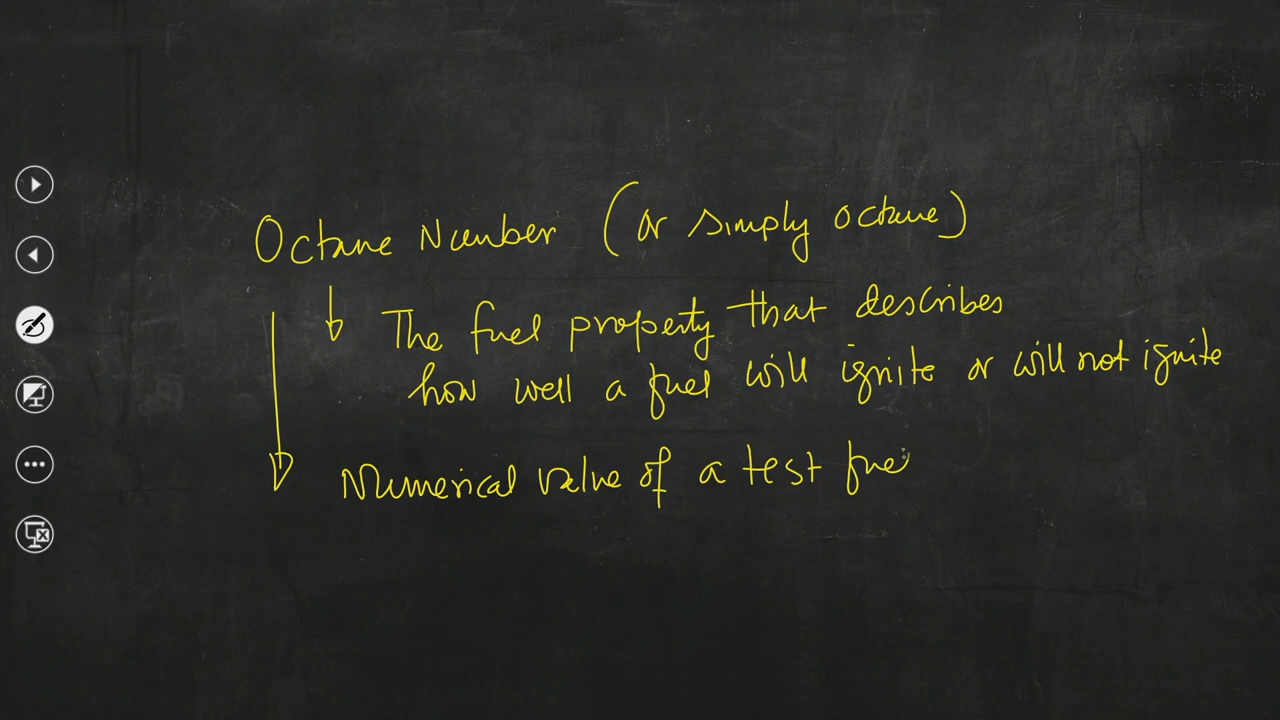 Octane Number (or simply octane)
The fuel property that describes
how well a fuel will ignite or will not ignite
Numerical value of a test fue